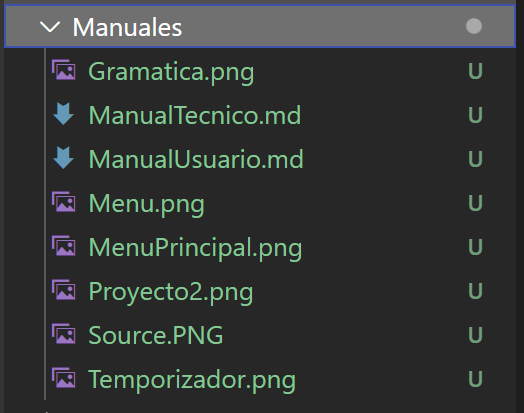 Manuales
Gramatica.png U
ManualTecnico.md U
ManualUsuario.md U
Menu.png U
MenuPrincipal.png U
Proyecto2.png U
Source.PNG U
Temporizador.png U